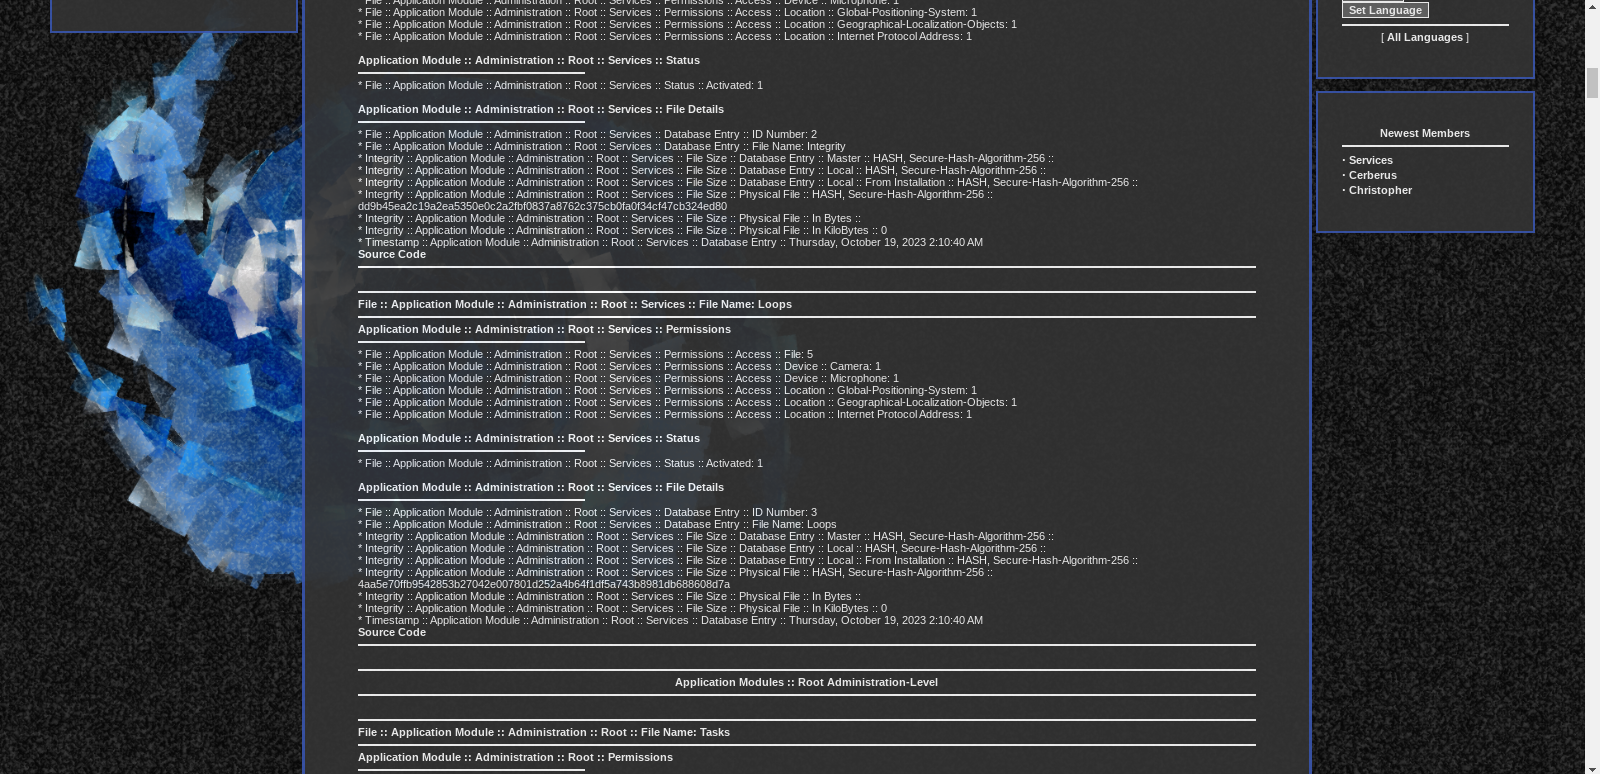 * File :: Application Module :: Administration :: Root :: Services :: Permissions :: Access :: Device :: Microphone: 1
* File :: Application Module :: Administration :: Root :: Services :: Permissions :: Access :: Location :: Global-Positioning-System: 1
* File :: Application Module :: Administration :: Root :: Services :: Permissions :: Access :: Location :: Geographical-Localization-Objects: 1
* File :: Application Module :: Administration :: Root :: Services :: Permissions :: Access :: Location :: Internet Protocol Address: 1
Application Module :: Administration :: Root :: Services :: Status
* File :: Application Module :: Administration :: Root :: Services :: Status :: Activated: 1
Application Module :: Administration :: Root :: Services :: File Details
* File :: Application Module :: Administration :: Root :: Services :: Database Entry :: ID Number: 2
* File :: Application Module :: Administration :: Root :: Services :: Database Entry :: File Name: Integrity
* Integrity :: Application Module :: Administration :: Root :: Services :: File Size :: Database Entry :: Master :: HASH, Secure-Hash-Algorithm-256 ::
* Integrity :: Application Module :: Administration :: Root :: Services :: File Size :: Database Entry :: Local :: HASH, Secure-Hash-Algorithm-256 ::
* Integrity :: Application Module :: Administration :: Root :: Services :: File Size :: Database Entry :: Local :: From Installation :: HASH, Secure-Hash-Algorithm-256 ::
* Integrity :: Application Module :: Administration :: Root :: Services :: File Size :: Physical File :: HASH, Secure-Hash-Algorithm-256 ::
dd9b45ea2c19a2ea5350e0c2a2fbf0837a8762c375cb0fa0f34cf47cb324ed80
* Integrity :: Application Module :: Administration :: Root :: Services :: File Size :: Physical File :: In Bytes ::
* Integrity :: Application Module :: Administration :: Root :: Services :: File Size :: Physical File :: In KiloBytes :: 0
* Timestamp :: Application Module :: Administration :: Root :: Services :: Database Entry :: Thursday, October 19, 2023 2:10:40 AM
Source Code
File :: Application Module :: Administration :: Root :: Services :: File Name: Loops
Application Module :: Administration :: Root :: Services :: Permissions
* File :: Application Module :: Administration :: Root :: Services :: Permissions :: Access :: File: 5
* File :: Application Module :: Administration :: Root :: Services :: Permissions :: Access :: Device :: Camera: 1
* File :: Application Module :: Administration :: Root :: Services :: Permissions :: Access :: Device :: Microphone: 1
* File :: Application Module :: Administration :: Root :: Services :: Permissions :: Access :: Location :: Global-Positioning-System: 1
* File :: Application Module :: Administration :: Root :: Services :: Permissions :: Access :: Location :: Geographical-Localization-Objects: 1
* File :: Application Module :: Administration :: Root :: Services :: Permissions :: Access :: Location :: Internet Protocol Address: 1
Application Module :: Administration :: Root :: Services :: Status
* File :: Application Module :: Administration :: Root :: Services :: Status :: Activated: 1
Application Module :: Administration :: Root :: Services :: File Details
* File :: Application Module :: Administration :: Root :: Services :: Database Entry :: ID Number: 3
* File :: Application Module :: Administration :: Root :: Services :: Database Entry :: File Name: Loops
* Integrity :: Application Module :: Administration :: Root :: Services :: File Size :: Database Entry :: Master :: HASH, Secure-Hash-Algorithm-256 ::
* Integrity :: Application Module :: Administration :: Root :: Services :: File Size :: Database Entry :: Local :: HASH, Secure-Hash-Algorithm-256 ::
* Integrity :: Application Module :: Administration :: Root :: Services :: File Size :: Database Entry :: Local :: From Installation :: HASH, Secure-Hash-Algorithm-256 ::
* Integrity :: Application Module :: Administration :: Root :: Services :: File Size :: Physical File :: HASH, Secure-Hash-Algorithm-256 ::
4aa5e70ffb9542853b27042e007801d252a4b64f1df5a743b8981db688608d7a
* Integrity :: Application Module :: Administration :: Root :: Services :: File Size :: Physical File :: In Bytes ::
* Integrity :: Application Module :: Administration :: Root :: Services :: File Size :: Physical File :: In KiloBytes :: 0
* Timestamp :: Application Module :: Administration :: Root :: Services :: Database Entry :: Thursday, October 19, 2023 2:10:40 AM
Source Code
Application Modules :: Root Administration-Level
File :: Application Module :: Administration :: Root :: File Name: Tasks
Application Module :: Administration :: Root :: Permissions
Set Language
[ All Languages ]
Newest Members
· Services
· Cerberus
· Christopher